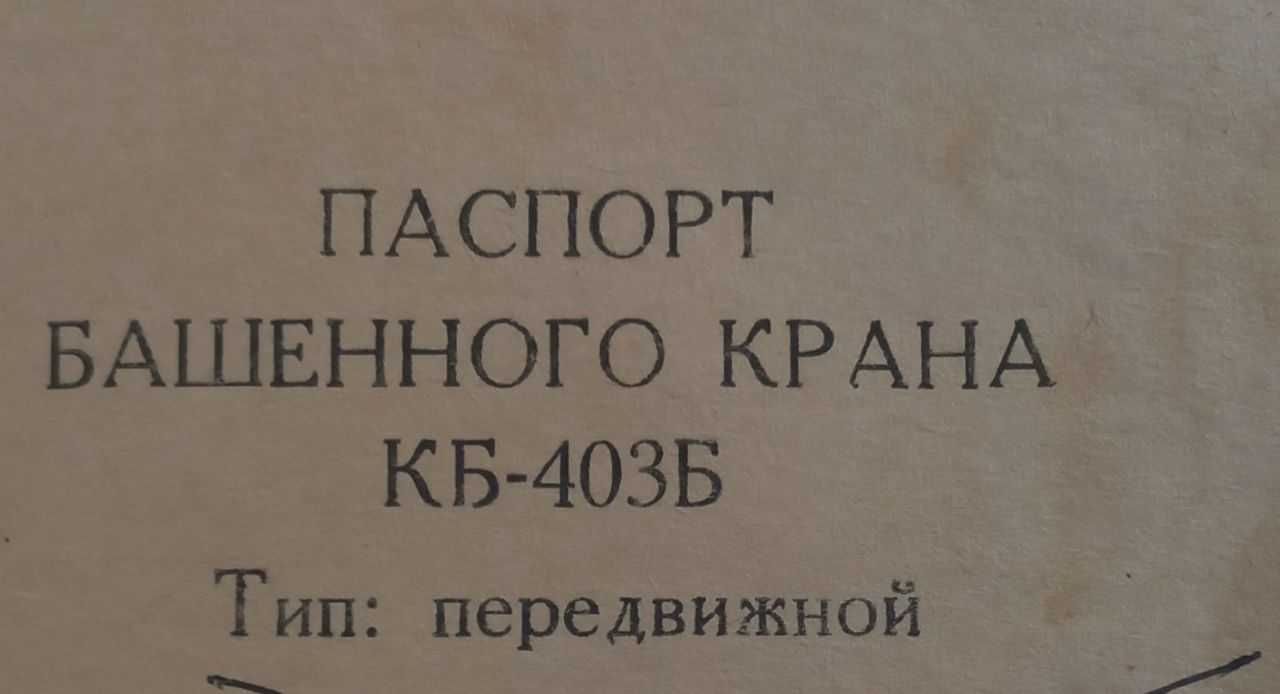 ПАСПОРТ
БАШЕННОГО КРАНА
КБ-403Б
Тип: передвижной